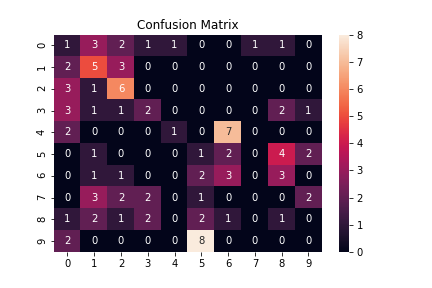 Confusion Matrix
0 1 3 2 1 1 0 0 1 1 0
1 2 5 3 0 0 0 0 0 0 0
2 3 1 6 0 0 0 0 0 0 0
3 3 1 1 2 0 0 0 0 2 1
4 2 0 0 0 1 0 7 0 0 0
5 0 1 0 0 0 1 2 0 4 2
6 0 1 1 0 0 2 3 0 3 0
7 0 3 2 2 0 1 0 0 0 2
8 1 2 1 2 0 2 1 0 1 0
9 2 0 0 0 0 8 0 0 0 0
0 1 2 3 4 5 6 7 8 9
8
7
6
5
4
3
2
1
0